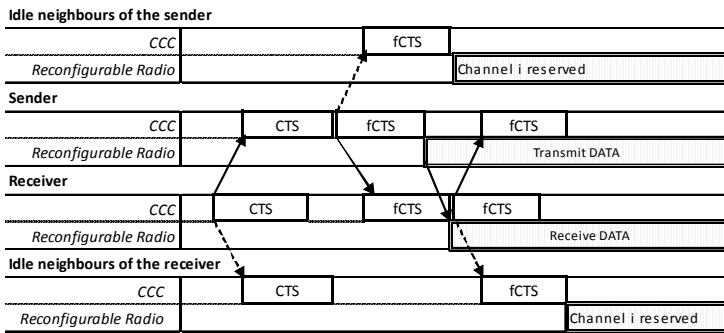 Idle neighbours of the sender
CCC fCTS
Reconfigurable Radio Channel i reserved
Sender
CCC CTS fCTS fCTS
Reconfigurable Radio Transmit DATA
Receiver
CCC CTS fCTS fCTS
Reconfigurable Radio Receive DATA
Idle neighbours of the receiver
CCC CTS fCTS
Reconfigurable Radio Channel i reserved